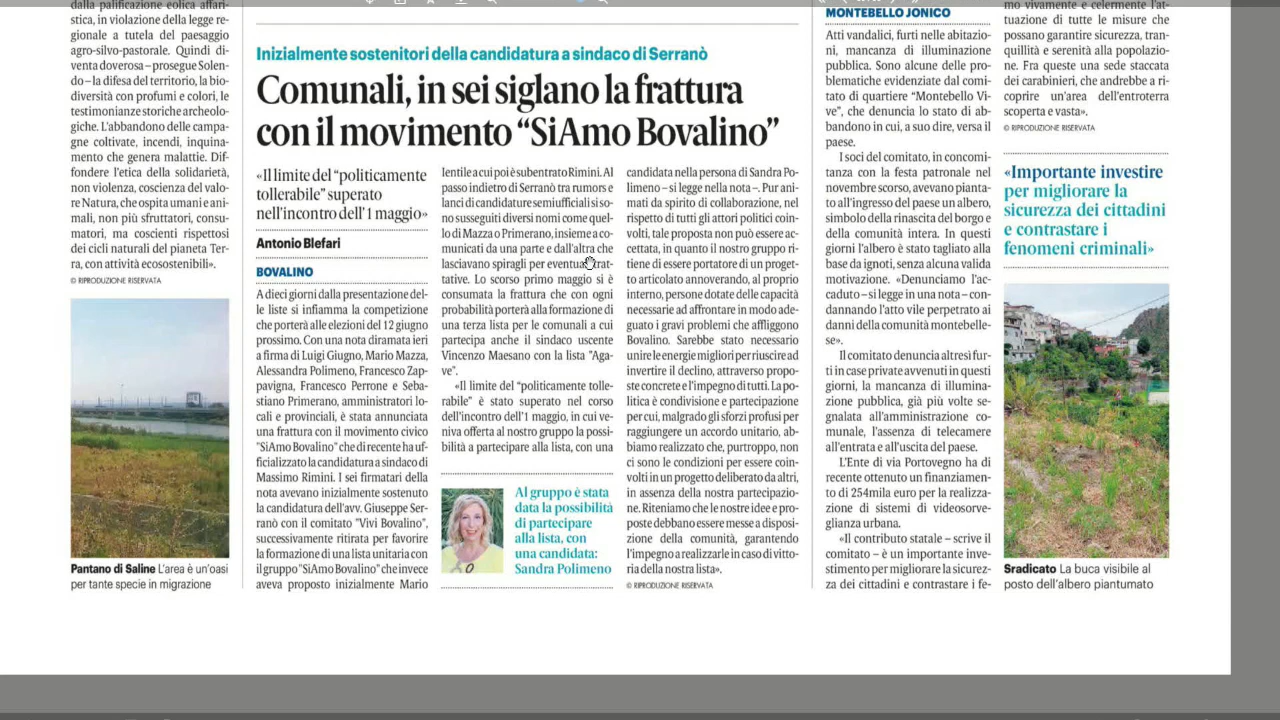 dalla palificazione eolica affari-
stica, in violazione della legge re-
gionale a tutela del paesaggio
agro-silvo-pastorale. Quindi di-
venta doverosa – prosegue Solen-
do – la difesa del territorio, la bio-
diversità con profumi e colori, le
testimonianze storiche archeolo-
giche. L'abbandono delle campa-
gne coltivate, incendi, inquina-
mento che genera malattie. Dif-
fondere l'etica della solidarietà,
non violenza, coscienza del valo-
re Natura, che ospita umani e ani-
mali, non più sfruttatori, consu-
matori, ma coscienti rispettosi
dei cicli naturali del pianeta Ter-
ra, con attività ecosostenibili».
© RIPRODUZIONE RISERVATA
Pantano di Saline L'area è un'oasi
per tante specie in migrazione
Inizialmente sostenitori della candidatura a sindaco di Serranò
Comunali, in sei siglano la frattura
con il movimento “SiAmo Bovalino”
«Il limite del “politicamente
tollerabile” superato
nell'incontro dell'1 maggio»
Antonio Blefari
BOVALINO
A dieci giorni dalla presentazione del-
le liste si infiamma la competizione
che porterà alle elezioni del 12 giugno
prossimo. Con una nota diramata ieri
a firma di Luigi Giugno, Mario Mazza,
Alessandra Polimeno, Francesco Zap-
pavigna, Francesco Perrone e Seba-
stiano Primerano, amministratori lo-
cali e provinciali, è stata annunciata
una frattura con il movimento civico
"SiAmo Bovalino" che di recente ha uf-
ficializzato la candidatura a sindaco di
Massimo Rimini. I sei firmatari della
nota avevano inizialmente sostenuto
la candidatura dell'avv. Giuseppe Ser-
ranò con il comitato "Vivi Bovalino",
successivamente ritirata per favorire
la formazione di una lista unitaria con
il gruppo "SiAmo Bovalino" che invece
aveva proposto inizialmente Mario
lentile a cui poi è subentrato Rimini. Al
passo indietro di Serranò tra rumors e
lanci di candidature semiufficiali si so-
no susseguiti diversi nomi come quel-
lo di Mazza o Primerano, insieme a co-
municati da una parte e dall'altra che
lasciavano spiragli per eventuali trat-
tative. Lo scorso primo maggio si è
consumata la frattura che con ogni
probabilità porterà alla formazione di
una terza lista per le comunali a cui
partecipa anche il sindaco uscente
Vincenzo Maesano con la lista "Aga-
ve".
«Il limite del “politicamente tolle-
rabile” è stato superato nel corso
dell'incontro dell'1 maggio, in cui ve-
niva offerta al nostro gruppo la possi-
bilità a partecipare alla lista, con una
Al gruppo è stata
data la possibilità
di partecipare
alla lista, con
una candidata:
Sandra Polimeno
candidata nella persona di Sandra Po-
limeno – si legge nella nota –. Pur ani-
mati da spirito di collaborazione, nel
rispetto di tutti gli attori politici coin-
volti, tale proposta non può essere ac-
cettata, in quanto il nostro gruppo ri-
tiene di essere portatore di un proget-
to articolato annoverando, al proprio
interno, persone dotate delle capacità
necessarie ad affrontare in modo ade-
guato i gravi problemi che affliggono
Bovalino. Sarebbe stato necessario
unire le energie migliori per riuscire ad
invertire il declino, attraverso propo-
ste concrete e l'impegno di tutti. La po-
litica è condivisione e partecipazione
per cui, malgrado gli sforzi profusi per
raggiungere un accordo unitario, ab-
biamo realizzato che, purtroppo, non
ci sono le condizioni per essere coin-
volti in un progetto deliberato da altri,
in assenza della nostra partecipazio-
ne. Riteniamo che le nostre idee e pro-
poste debbano essere messe a disposi-
zione della comunità, garantendo
l'impegno a realizzarle in caso di vitto-
ria della nostra lista».
© RIPRODUZIONE RISERVATA
MONTEBELLO JONICO
Atti vandalici, furti nelle abitazio-
ni, mancanza di illuminazione
pubblica. Sono alcune delle pro-
blematiche evidenziate dal comi-
tato di quartiere “Montebello Vi-
ve”, che denuncia lo stato di ab-
bandono in cui, a suo dire, versa il
paese.
I soci del comitato, in concomi-
tanza con la festa patronale nel
novembre scorso, avevano pianta-
to all'ingresso del paese un albero,
simbolo della rinascita del borgo e
della comunità intera. In questi
giorni l'albero è stato tagliato alla
base da ignoti, senza alcuna valida
motivazione. «Denunciamo l'ac-
caduto – si legge in una nota – con-
dannando l'atto vile perpetrato ai
danni della comunità montebelle-
se».
Il comitato denuncia altresì fur-
ti in case private avvenuti in questi
giorni, la mancanza di illumina-
zione pubblica, già più volte se-
gnalata all'amministrazione co-
munale, l'assenza di telecamere
all'entrata e all'uscita del paese.
L'Ente di via Portovegno ha di
recente ottenuto un finanziamen-
to di 254mila euro per la realizza-
zione di sistemi di videosorve-
glianza urbana.
«Il contributo statale – scrive il
comitato – è un importante inve-
stimento per migliorare la sicurez-
za dei cittadini e contrastare i fe-
mo vivamente e celermente l'at-
tuazione di tutte le misure che
possano garantire sicurezza, tran-
quillità e serenità alla popolazio-
ne. Fra queste una sede staccata
dei carabinieri, che andrebbe a ri-
coprire un'area dell'entroterra
scoperta e vasta».
© RIPRODUZIONE RISERVATA
«Importante investire
per migliorare la
sicurezza dei cittadini
e contrastare i
fenomeni criminali»
Sradicato La buca visibile al
posto dell'albero piantumato